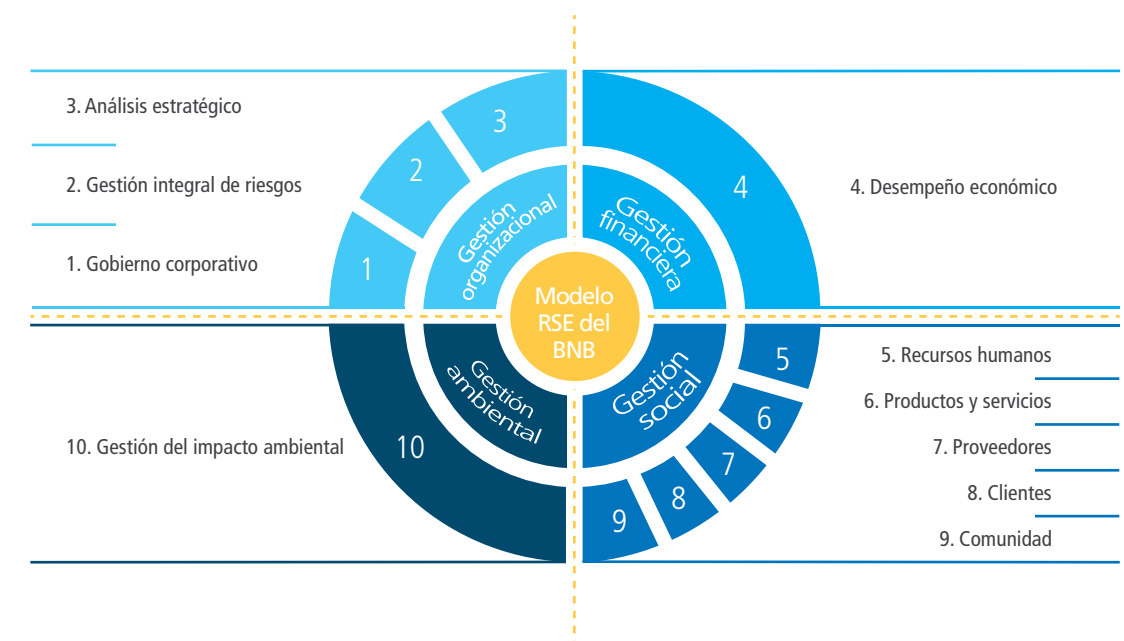 3. Análisis estratégico
2. Gestión integral de riesgos
1. Gobierno corporativo
3
2
1
Gestión
organizacional
Gestión
financiera
4
4. Desempeño económico
Modelo
RSE del
BNB
10. Gestión del impacto ambiental
10
Gestión
ambiental
Gestión
social
5
6
7
8
9
5. Recursos humanos
6. Productos y servicios
7. Proveedores
8. Clientes
9. Comunidad